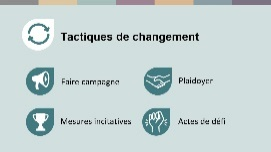 Tactiques de changement
Faire campagne
Plaidoyer
Mesures incitatives
Actes de défi